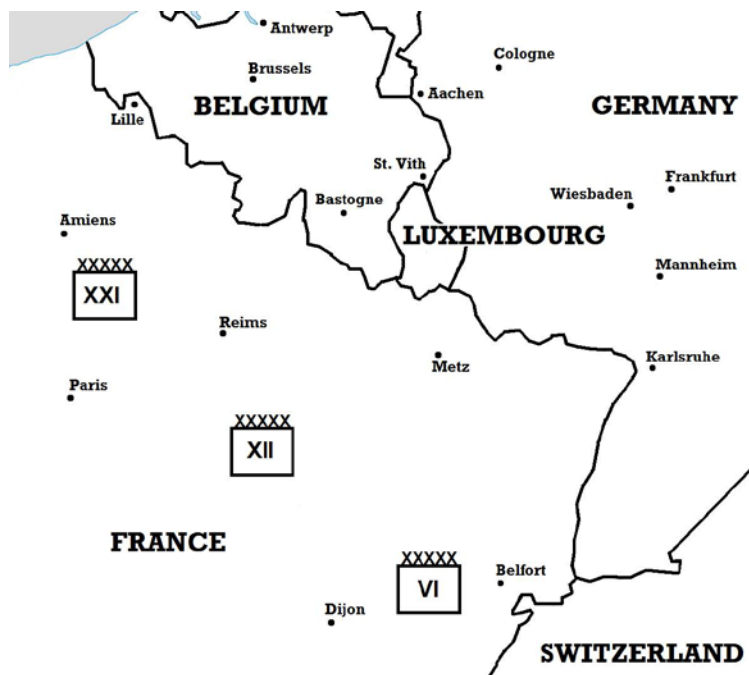 Antwerp
Cologne
Brussels
Aachen
BELGIUM
GERMANY
Lille
St. Vith
Frankfurt
Wiesbaden
Bastogne
Amiens
LUXEMBOURG
XXXXX
XXI
Mannheim
Reims
Metz
Karlsruhe
Paris
XXXXX
XII
FRANCE
XXXXX
VI
Belfort
Dijon
SWITZERLAND